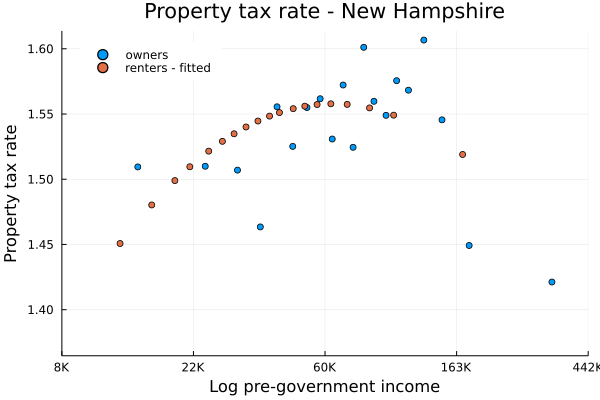 Property tax rate - New Hampshire
owners
renters - fitted
Property tax rate
1.60
1.55
1.50
1.45
1.40
8K 22K 60K 163K 442K
Log pre-government income